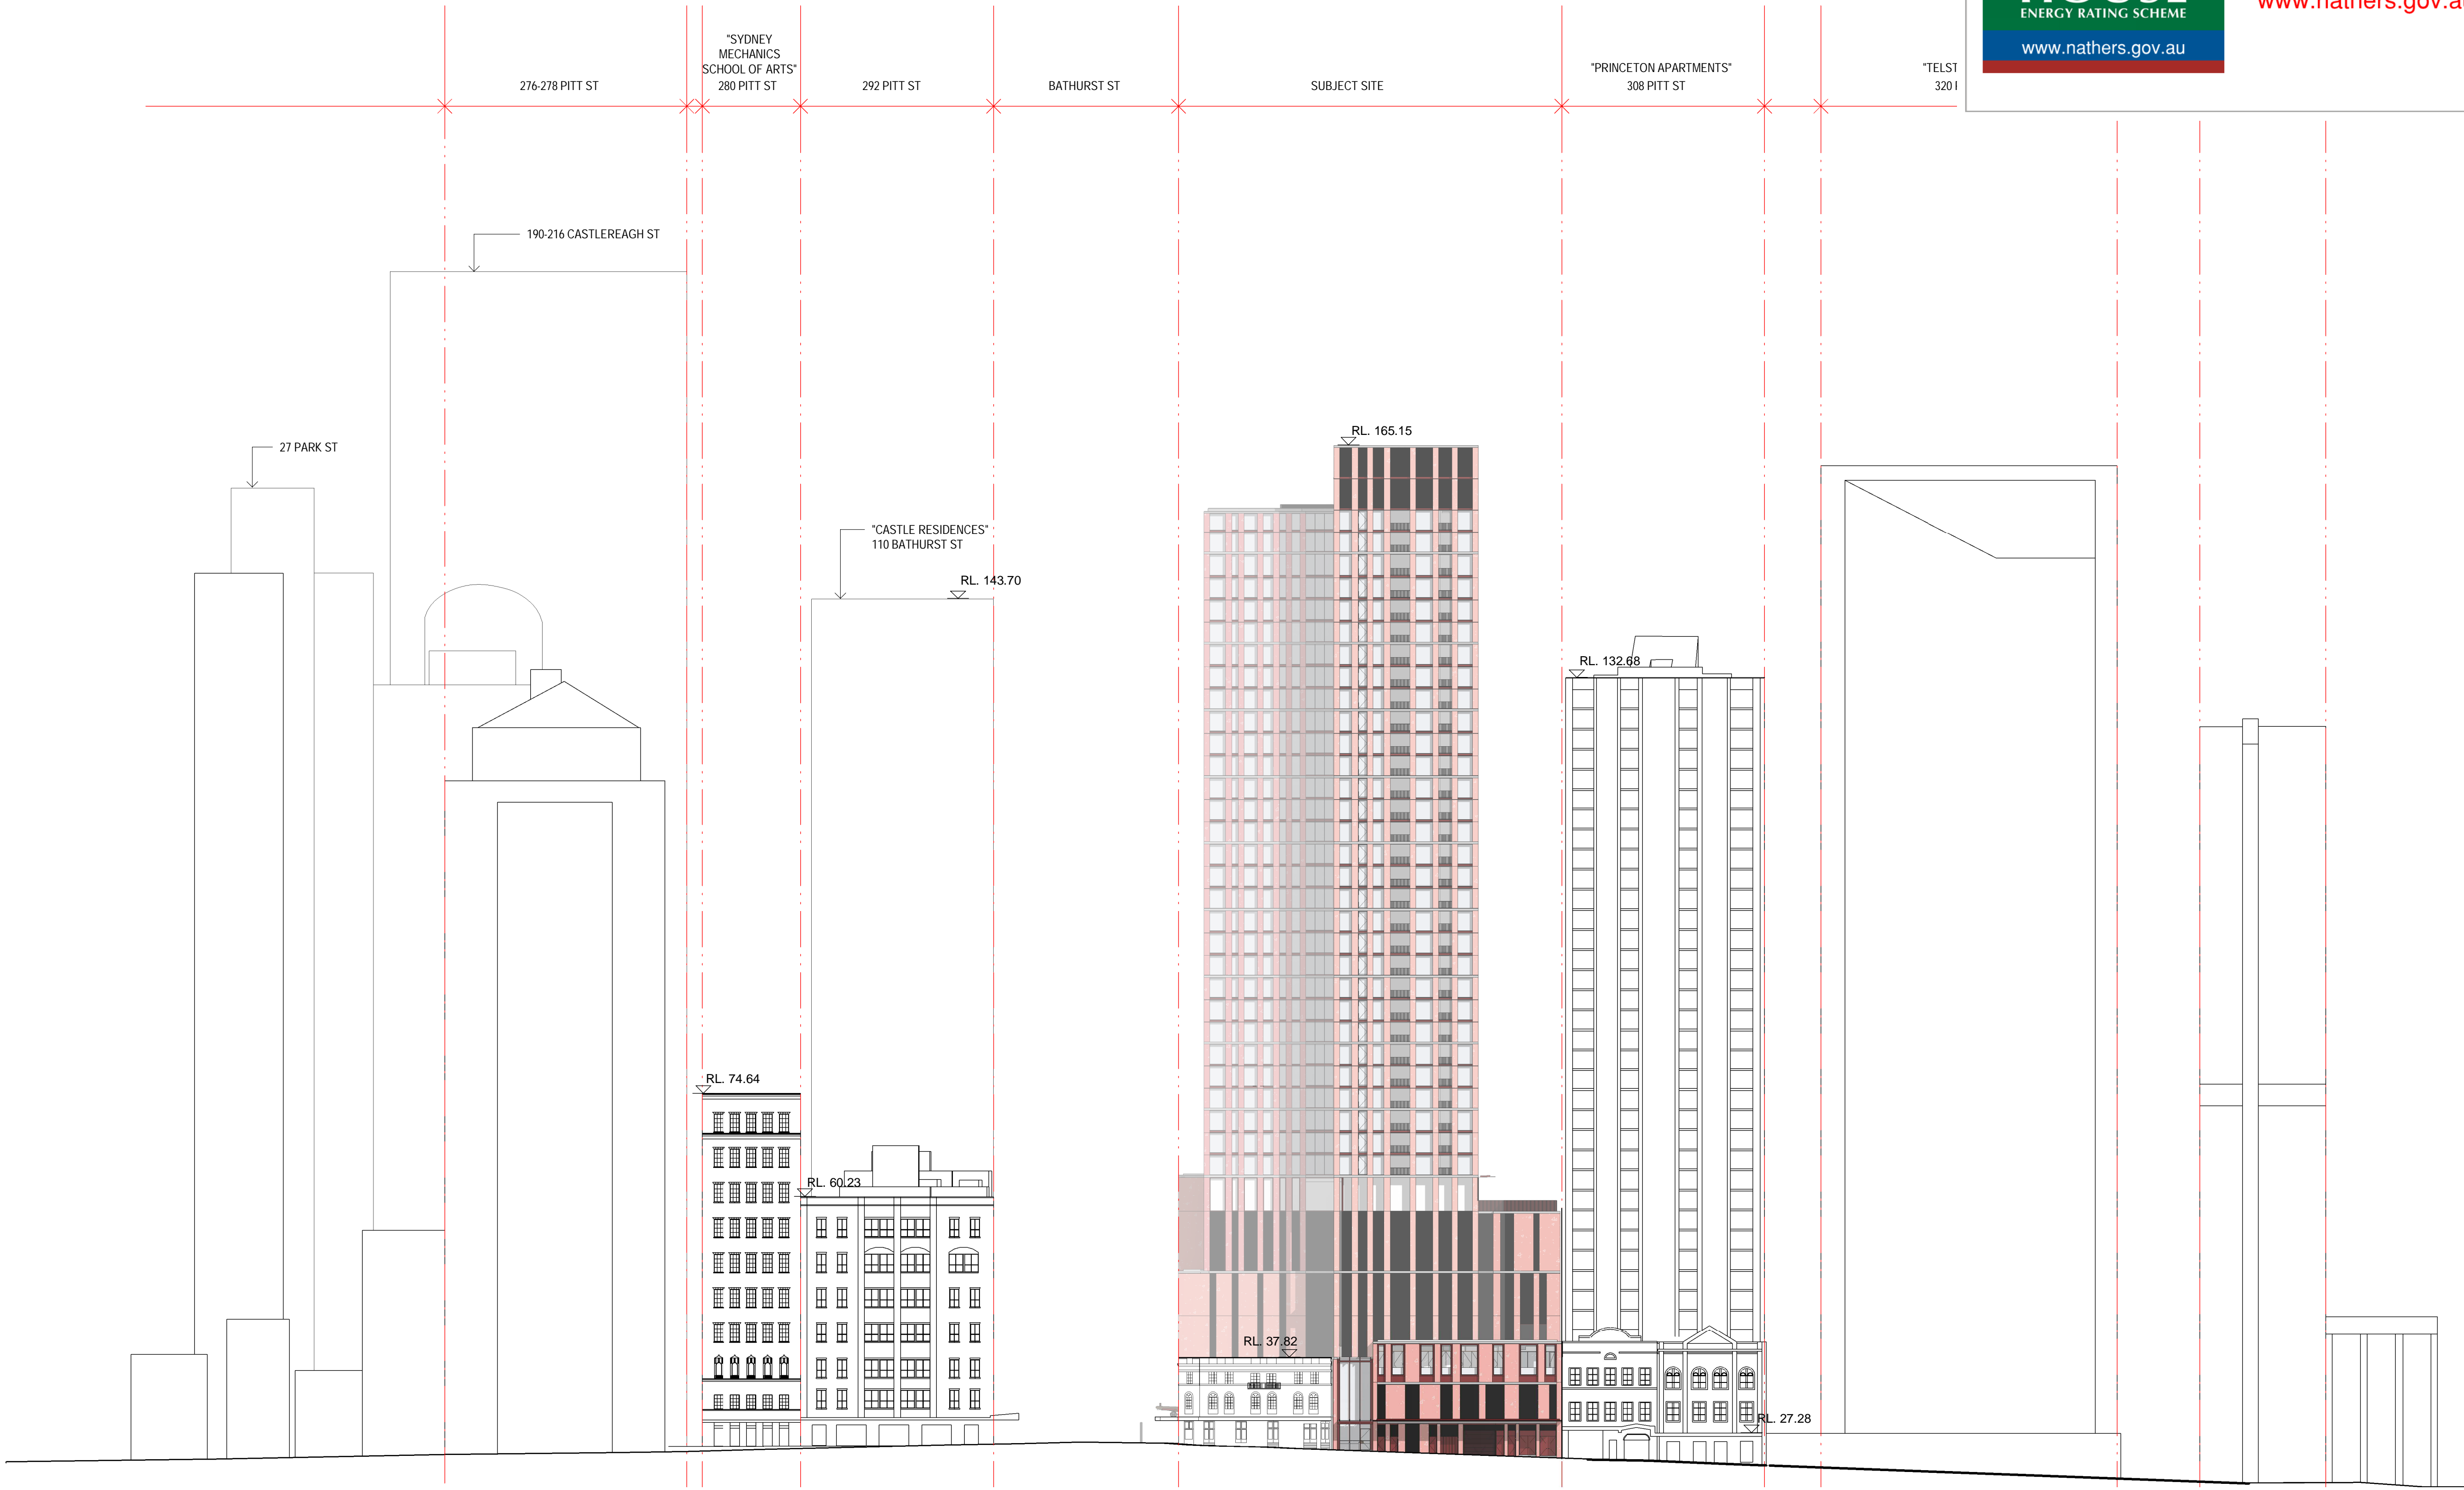 ENERGY RATING SCHEME
www.nathers.gov.au
"SYDNEY
MECHANICS
SCHOOL OF ARTS"
280 PITT ST
276-278 PITT ST
292 PITT ST
BATHURST ST
SUBJECT SITE
"PRINCETON APARTMENTS"
308 PITT ST
"TELST
320
190-216 CASTLEREAGH ST
27 PARK ST
RL. 165.15
"CASTLE RESIDENCES"
110 BATHURST ST
RL. 143.70
RL. 132.68
RL. 74.64
RL. 60.23
RL. 37.82
RL. 27.28